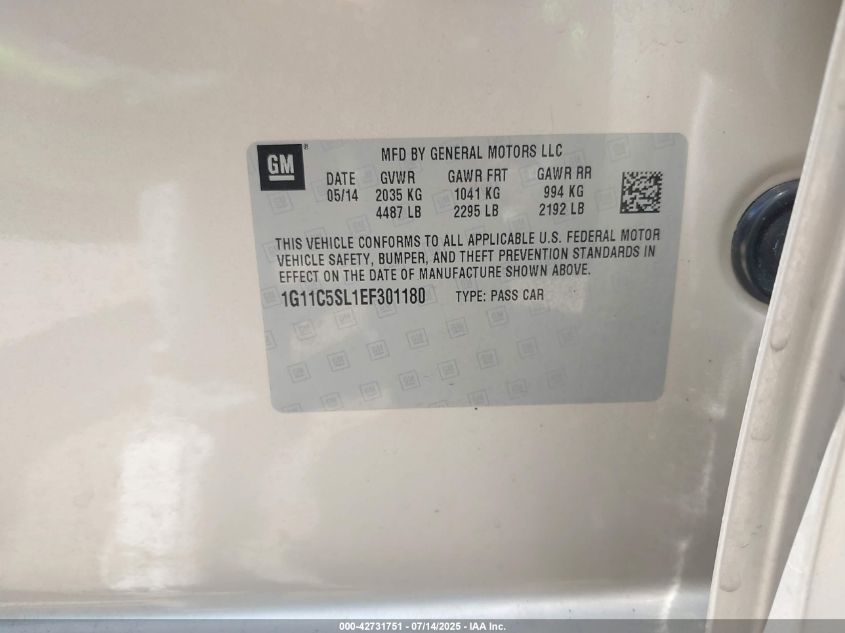 GM
MFD BY GENERAL MOTORS LLC
DATE GVWR GAWR FRT GAWR RR
05/14 2035 KG 1041 KG 994 KG
4487 LB 2295 LB 2192 LB
THIS VEHICLE CONFORMS TO ALL APPLICABLE U.S. FEDERAL MOTOR
VEHICLE SAFETY, BUMPER, AND THEFT PREVENTION STANDARDS IN
EFFECT ON THE DATE OF MANUFACTURE SHOWN ABOVE.
1G11C5SL1EF301180 TYPE: PASS CAR
000-42731751 - 07/14/2025 - IAA Inc.